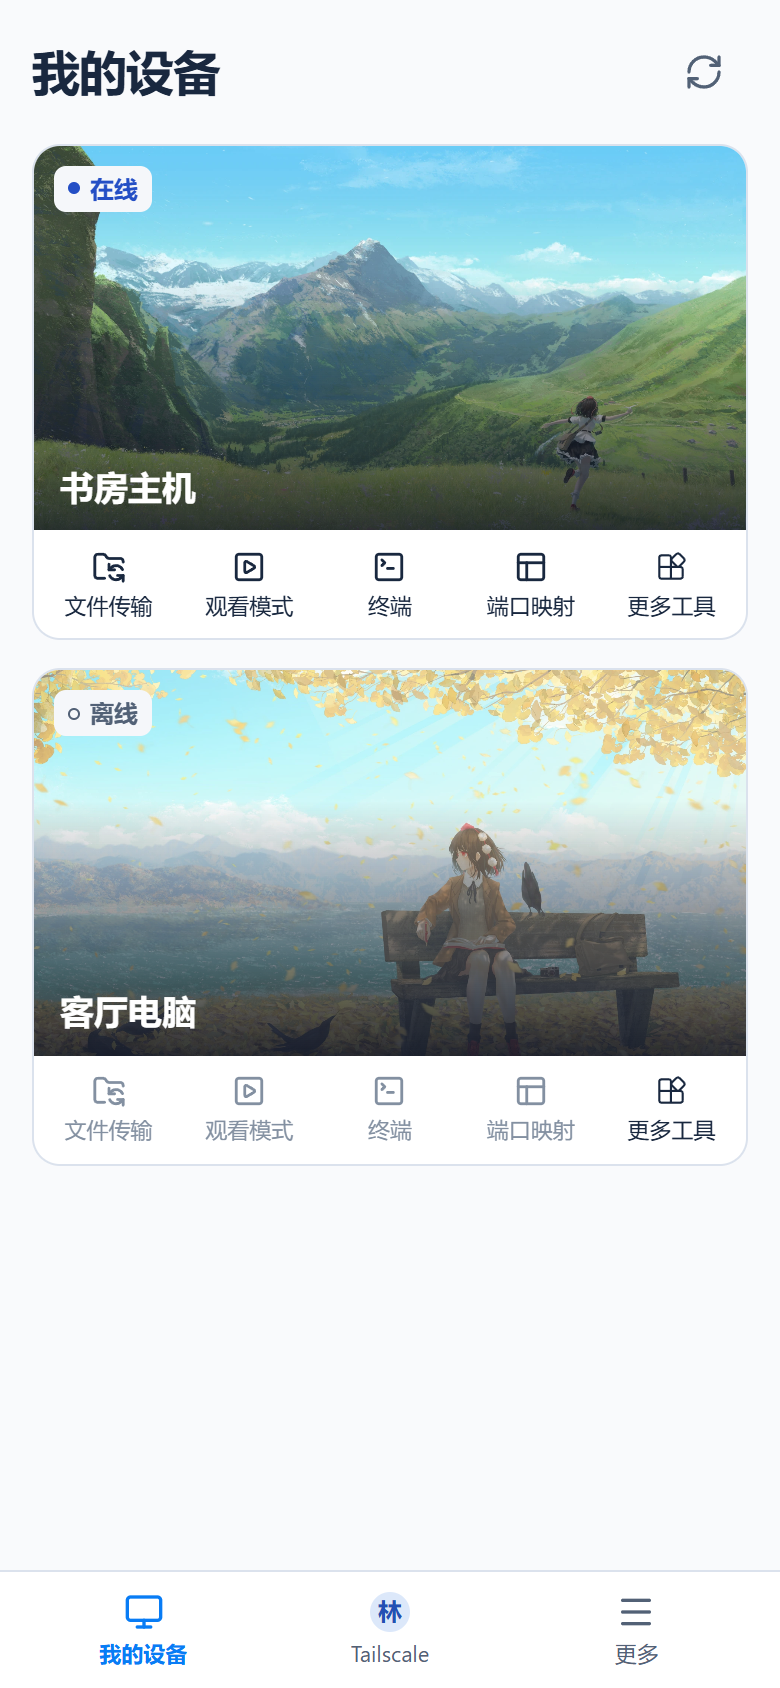 我的设备
在线
书房主机
文件传输 观看模式 终端 端口映射 更多工具
离线
客厅电脑
文件传输 观看模式 终端 端口映射 更多工具
林
我的设备 Tailscale 更多